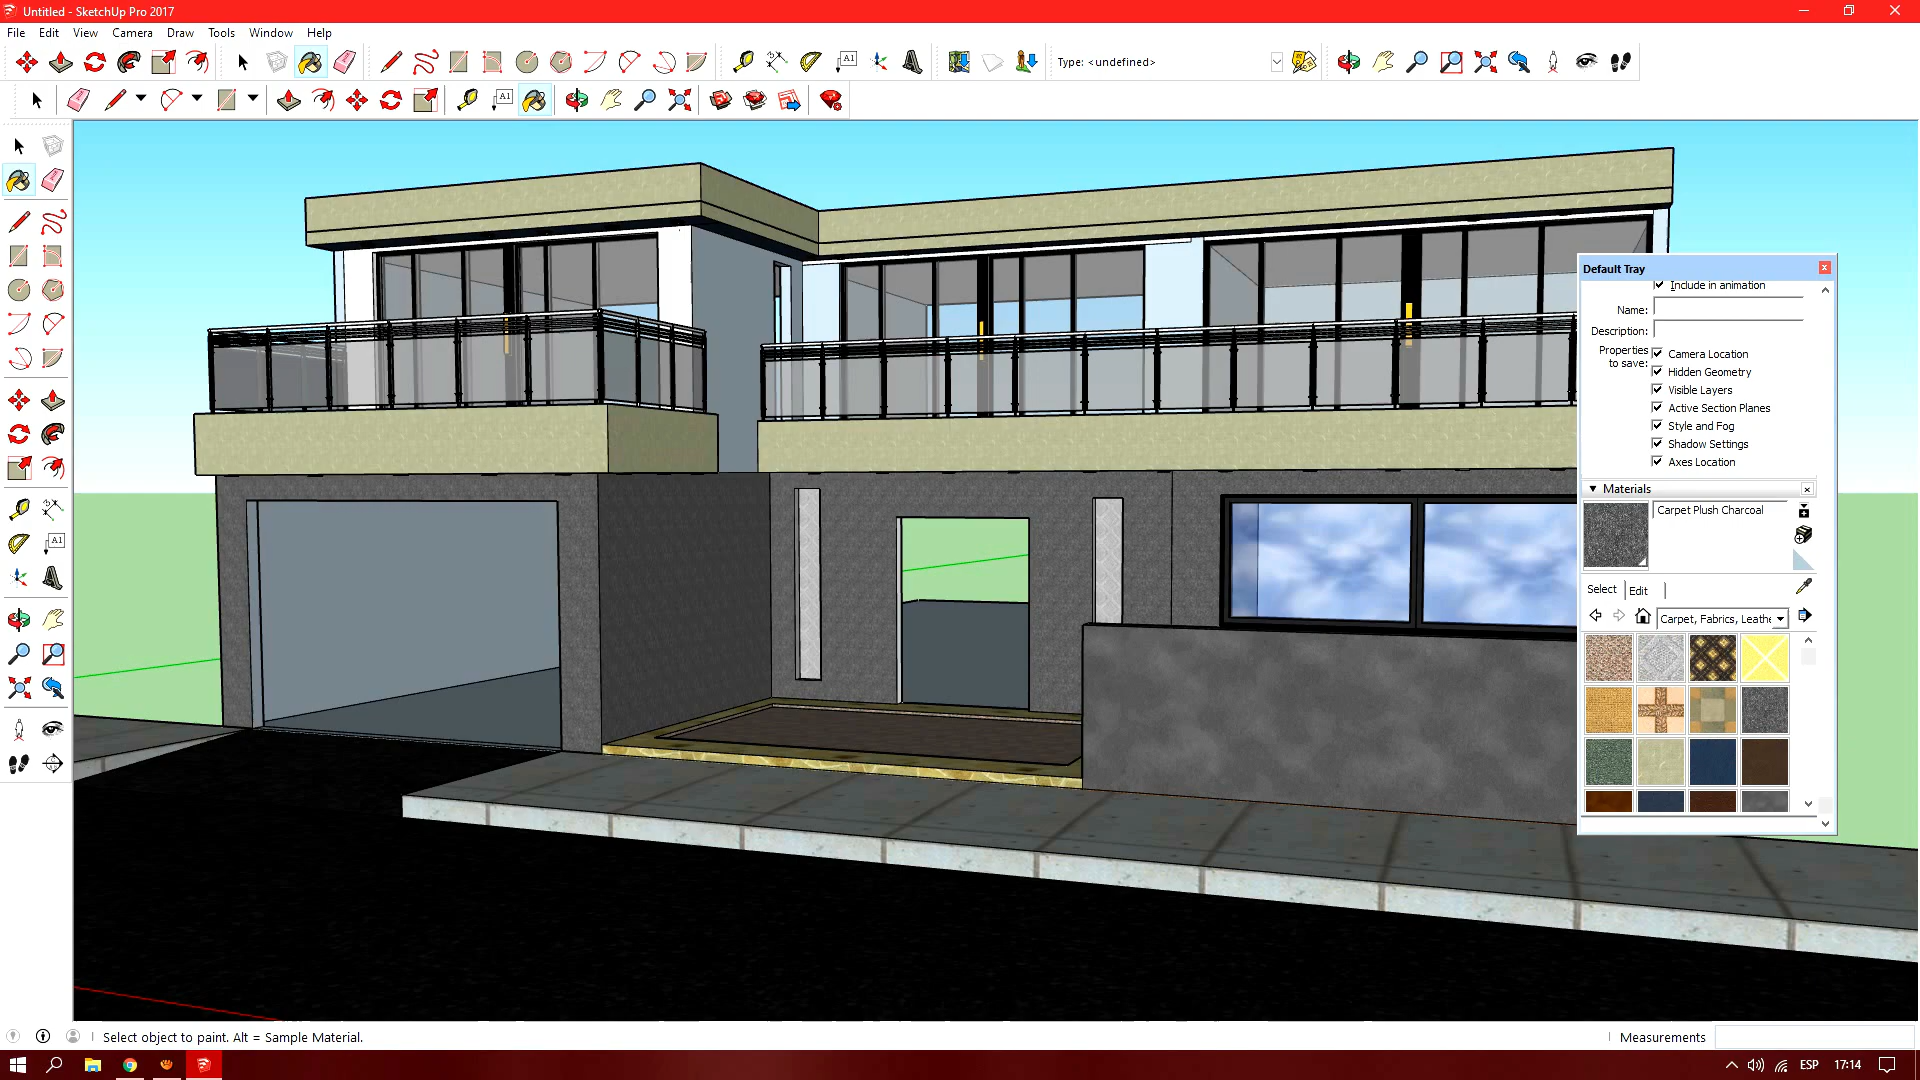 Untitled - SketchUp Pro 2017
File Edit View Camera Draw Tools Window Help
A1
Type: <undefined>
A1
Default Tray
Include in animation
Name:
Description:
Properties to save:
Camera Location
Hidden Geometry
Visible Layers
Active Section Planes
Style and Fog
Shadow Settings
Axes Location
Materials
Carpet Plush Charcoal
Select Edit
Carpet, Fabrics, Leathe
A1
Select object to paint. Alt = Sample Material.
Measurements
ESP 17:14